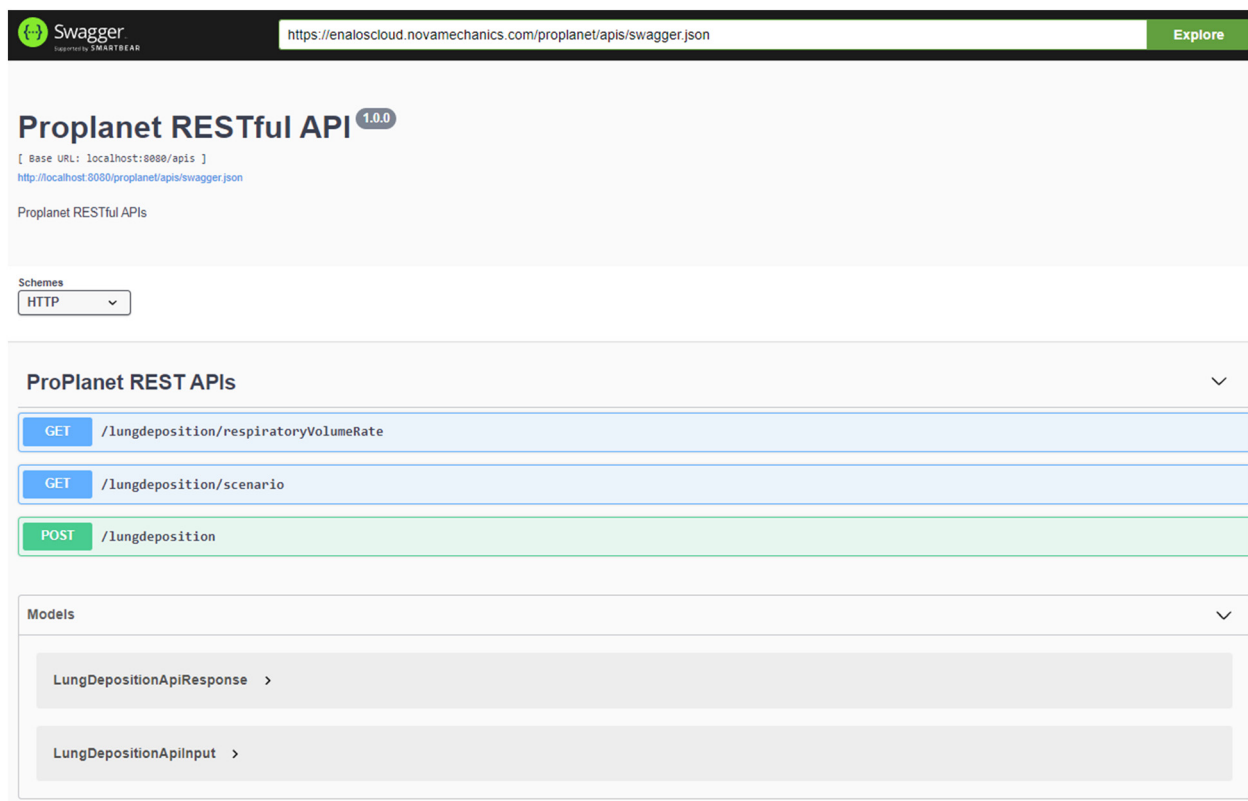 Swagger
Supported by SMARTBEAR
https://enaloscloud.novamechanics.com/proplanet/apis/swagger.json
Explore
Proplanet RESTful API 1.0.0
[ Base URL: localhost:8080/apis ]
http://localhost:8080/proplanet/apis/swagger.json
Proplanet RESTful APIs
Schemes
HTTP
ProPlanet REST APIs
GET /lungdeposition/respiratoryVolumeRate
GET /lungdeposition/scenario
POST /lungdeposition
Models
LungDepositionApiResponse
LungDepositionApiInput